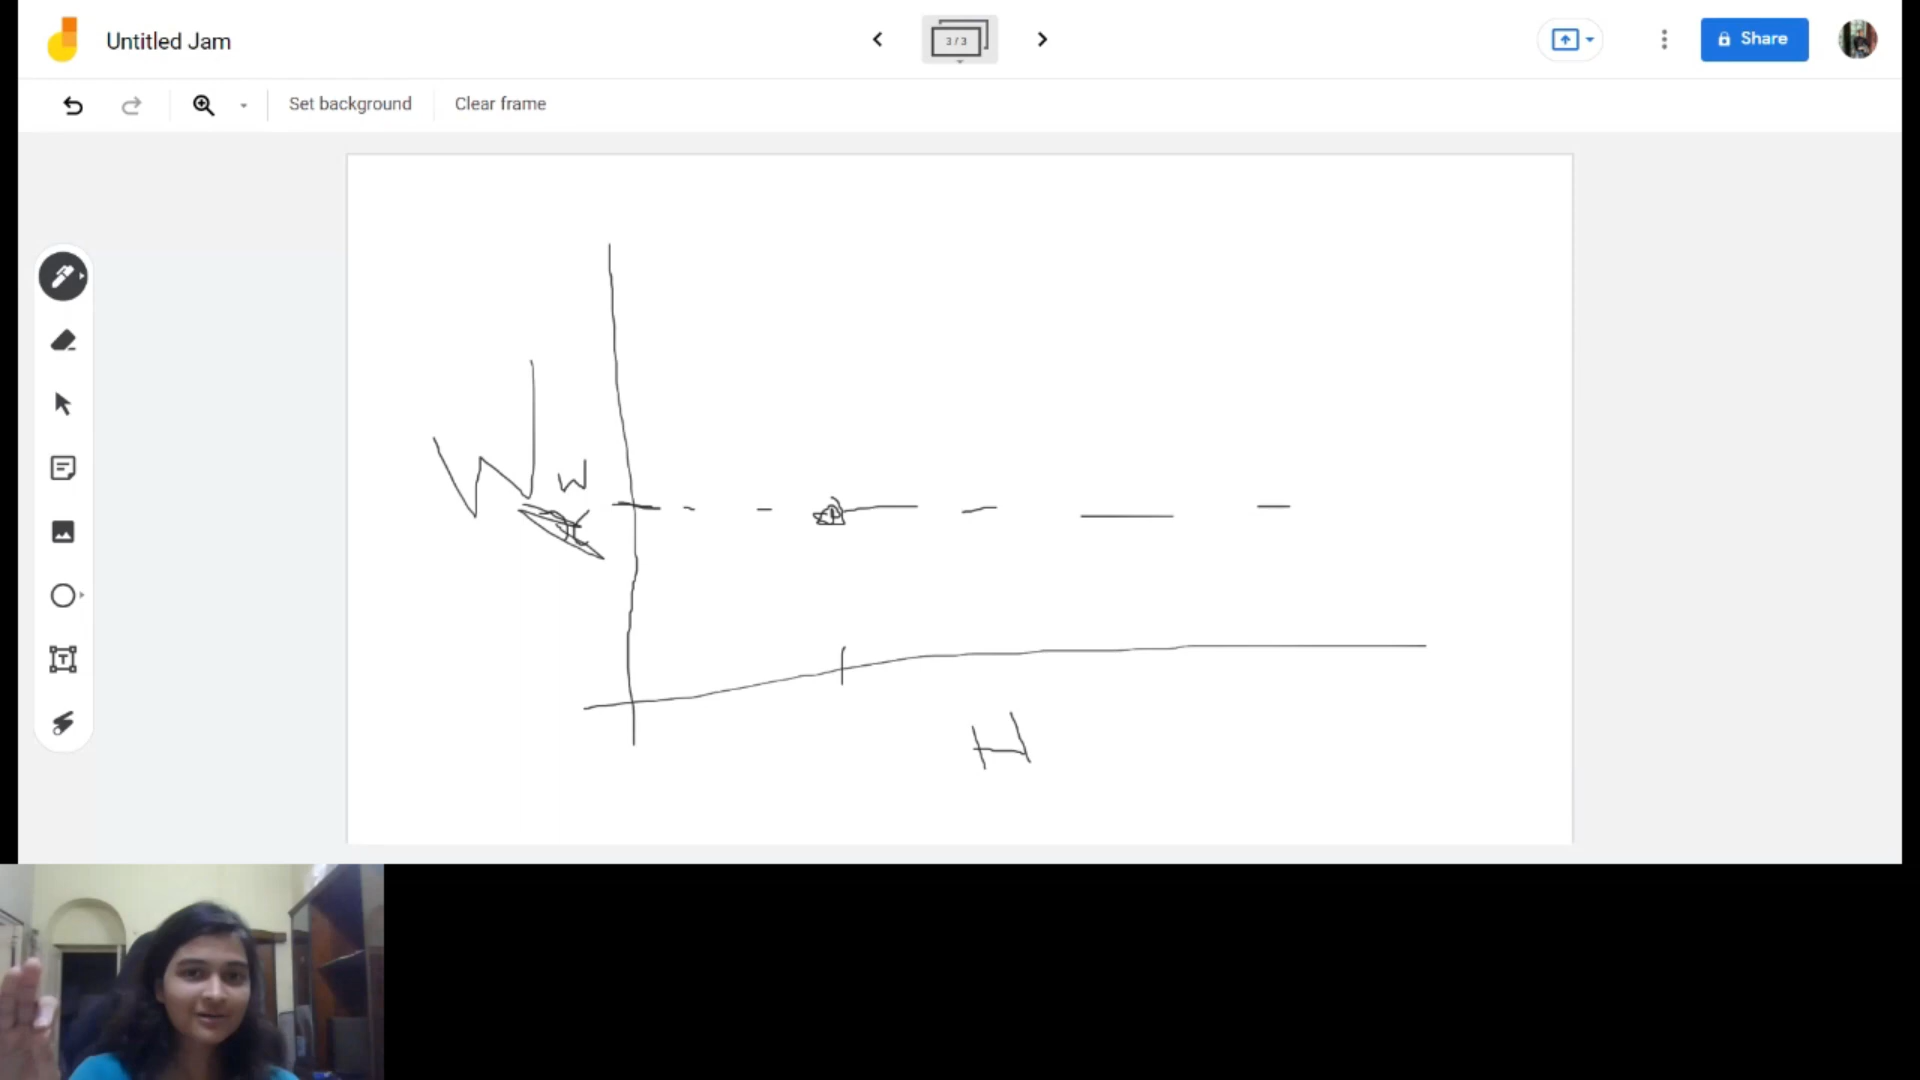 Untitled Jam
3 / 3
Share
Set background
Clear frame
W
w
H